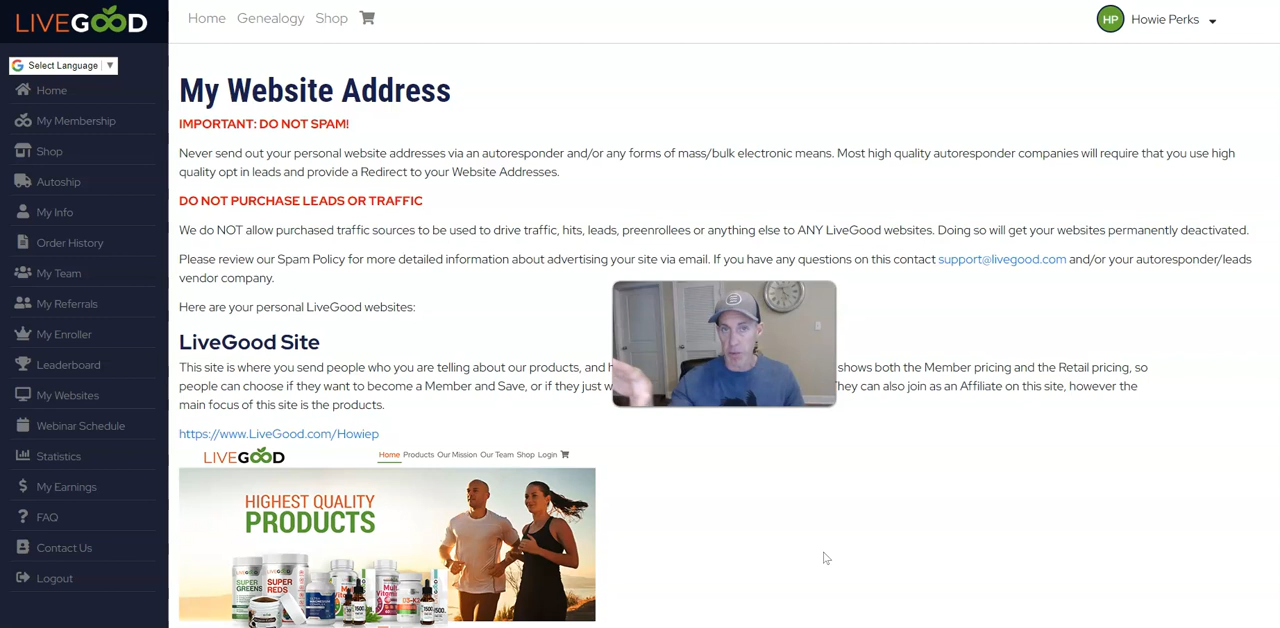 LIVEGOOD
Home Genealogy Shop
HP Howie Perks
Select Language
Home
My Membership
Shop
Autoship
My Info
Order History
My Team
My Referrals
My Enroller
Leaderboard
My Websites
Webinar Schedule
Statistics
My Earnings
FAQ
Contact Us
Logout
My Website Address
IMPORTANT: DO NOT SPAM!
Never send out your personal website addresses via an autoresponder and/or any forms of mass/bulk electronic means. Most high quality autoresponder companies will require that you use high
quality opt in leads and provide a Redirect to your Website Addresses.
DO NOT PURCHASE LEADS OR TRAFFIC
We do NOT allow purchased traffic sources to be used to drive traffic, hits, leads, preenrollees or anything else to ANY LiveGood websites. Doing so will get your websites permanently deactivated.
Please review our Spam Policy for more detailed information about advertising your site via email. If you have any questions on this contact support@livegood.com and/or your autoresponder/leads
vendor company.
Here are your personal LiveGood websites:
LiveGood Site
This site is where you send people who you are telling about our products, and shows both the Member pricing and the Retail pricing, so
people can choose if they want to become a Member and Save, or if they just hey can also join as an Affiliate on this site, however the
main focus of this site is the products.
https://www.LiveGood.com/Howiep
LIVEGOOD
Home Products Our Mission Our Team Shop Login
HIGHEST QUALITY
PRODUCTS
SUPER
GREENS
SUPER
REDS